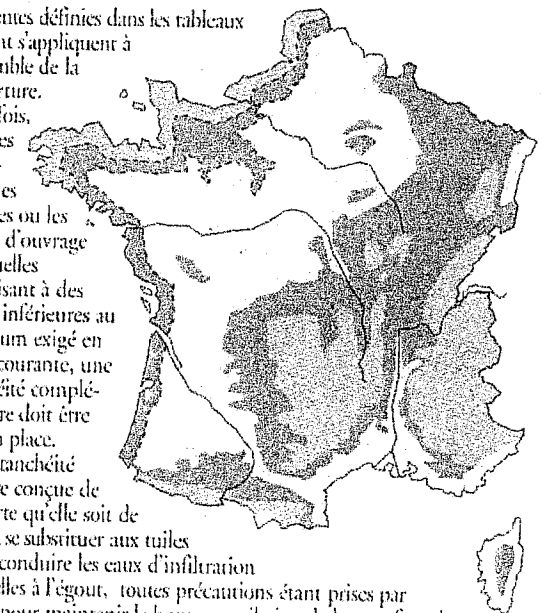 entes définies dans les tableaux
nt s'appliquent à
mble de la
rture.
fois,
es
es
es ou les
d'ouvrage
uelles
isant à des
inférieures au
um exigé en
courante, une
éité complé-
re doit être
n place.
tanchéité
e conçue de
rte qu'elle soit de
se substituer aux tuiles
conduire les eaux d'infiltration
elles à l'égout, toutes précautions étant prises par